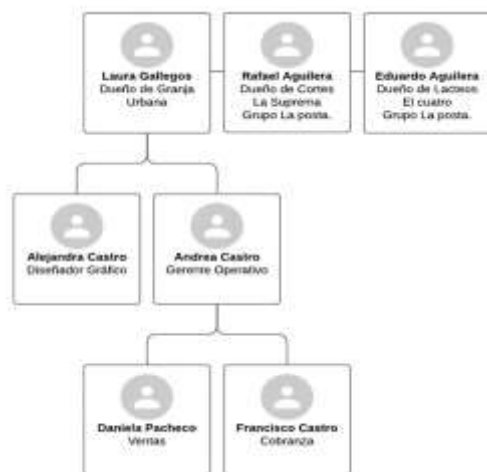 Laura Gallegos
Dueño de Granja
Urbana
Rafael Aguilera
Dueño de Cortes
La Suprema
Grupo La posta.
Eduardo Aguilera
Dueño de Lacteos
El cuatro
Grupo La posta.
Alejandra Castro
Diseñador Gráfico
Andrea Castro
Gerente Operativo
Daniela Pacheco
Ventas
Francisco Castro
Cobranza